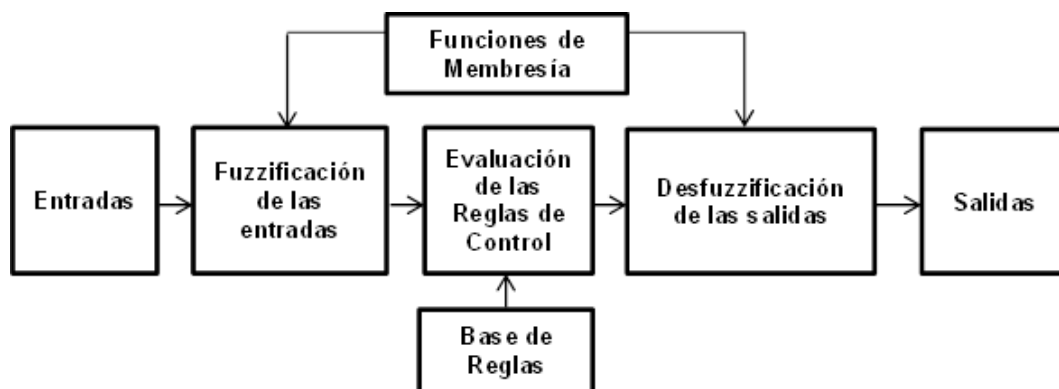 Funciones de
Membresía
Entradas
Fuzzificación
de las
entradas
Evaluación
de las
Reglas de
Control
Desfuzzificación
de las salidas
Salidas
Base de
Reglas